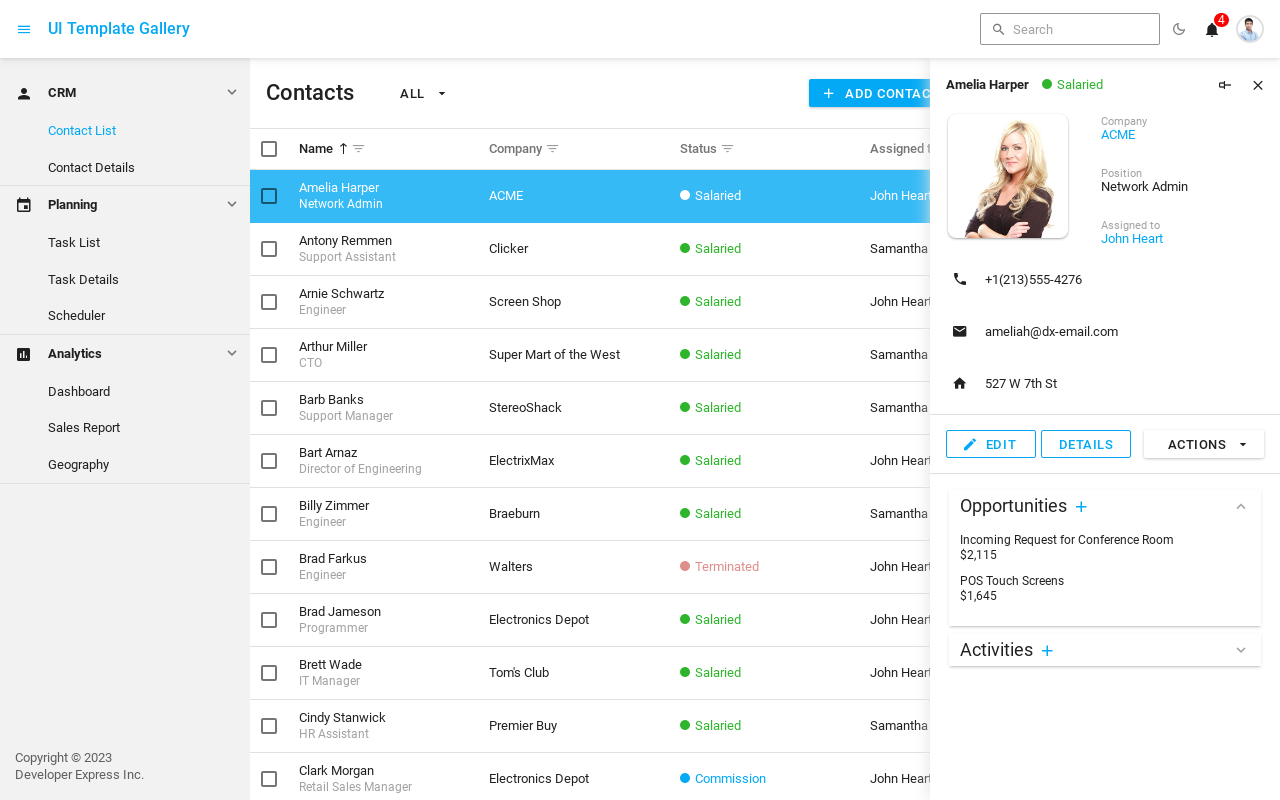 UI Template Gallery
Search
4
CRM
Contact List
Contact Details
Planning
Task List
Task Details
Scheduler
Analytics
Dashboard
Sales Report
Geography
Copyright © 2023
Developer Express Inc.
Contacts
ALL
ADD CONTAC
Name
Company
Status
Assigned
Amelia Harper
Network Admin
ACME
Salaried
John Heart
Antony Remmen
Support Assistant
Clicker
Salaried
Samantha
Arnie Schwartz
Engineer
Screen Shop
Salaried
John Heart
Arthur Miller
CTO
Super Mart of the West
Salaried
Samantha
Barb Banks
Support Manager
StereoShack
Salaried
Samantha
Bart Arnaz
Director of Engineering
ElectrixMax
Salaried
John Heart
Billy Zimmer
Engineer
Braeburn
Salaried
Samantha
Brad Farkus
Engineer
Walters
Terminated
John Heart
Brad Jameson
Programmer
Electronics Depot
Salaried
John Heart
Brett Wade
IT Manager
Tom's Club
Salaried
John Heart
Cindy Stanwick
HR Assistant
Premier Buy
Salaried
Samantha
Clark Morgan
Retail Sales Manager
Electronics Depot
Commission
John Heart
Amelia Harper
Salaried
Company
ACME
Position
Network Admin
Assigned to
John Heart
+1(213)555-4276
ameliah@dx-email.com
527 W 7th St
EDIT
DETAILS
ACTIONS
Opportunities
Incoming Request for Conference Room
$2,115
POS Touch Screens
$1,645
Activities